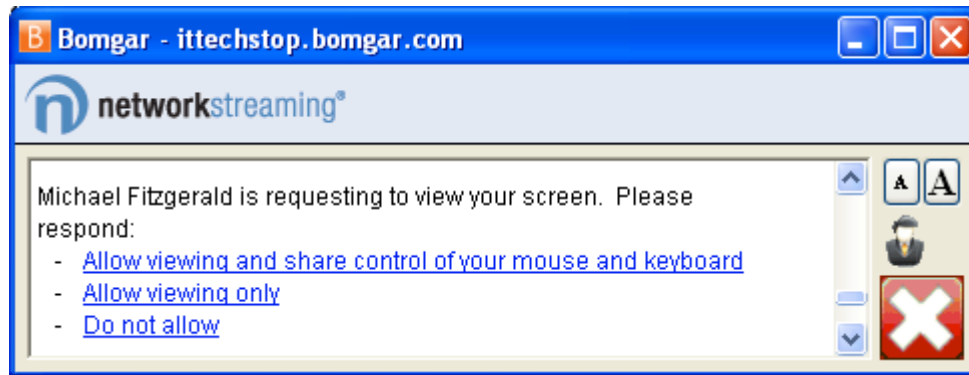 B Bomgar - ittechstop.bomgar.com
n networkstreaming®
Michael Fitzgerald is requesting to view your screen. Please
respond:
- Allow viewing and share control of your mouse and keyboard
- Allow viewing only
- Do not allow
A A